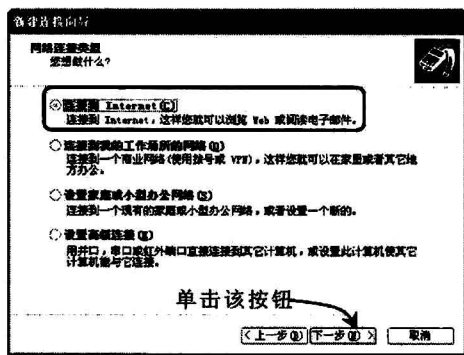 新建连接向导
网络连接类型
您想做什么?
连接到 Internet(C)
连接到 Internet，这样您就可以浏览 Web 或阅读电子邮件。
连接到我的工作场所的网络(O)
连接到一个商业网络(使用拨号或 VPN)，这样您就可以在家里或者其它地
方办公。
设置家庭或小型办公网络(S)
连接到一个现有的家庭或小型办公网络，或者设置一个新的。
设置高级连接(E)
用并口，串口或红外端口直接连接到其它计算机，或设置此计算机使其它
计算机能与它连接。
单击该按钮
< 上一步(B) 下一步(N) > 取消